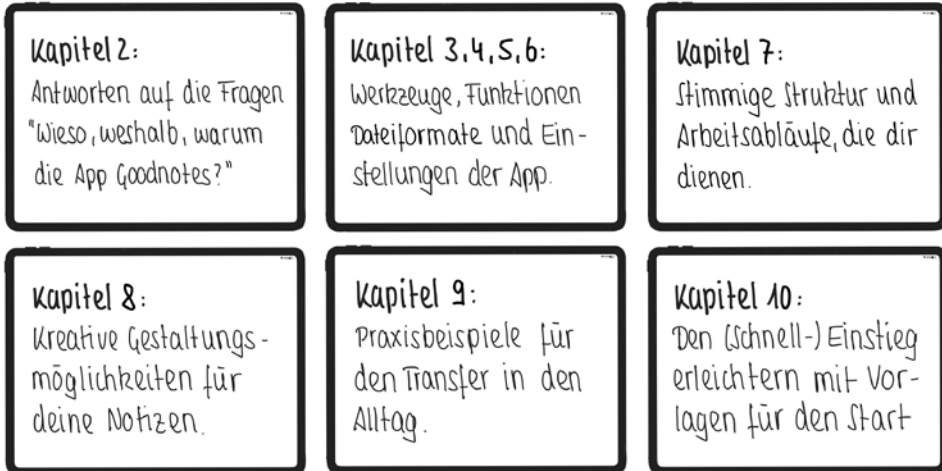 Kapitel 2:
Antworten auf die Fragen
"Wieso, weshalb, warum
die App Goodnotes?"
Kapitel 3,4,5,6:
Werkzeuge, Funktionen
Dateiformate und Ein-
stellungen der App.
Kapitel 7:
Stimmige Struktur und
Arbeitsabläufe, die dir
dienen.
Kapitel 8:
Kreative Gestaltungs-
möglichkeiten für
deine Notizen.
Kapitel 9:
Praxisbeispiele für
den Transfer in den
Alltag.
Kapitel 10:
Den (Schnell-) Einstieg
erleichtern mit Vor-
lagen für den Start